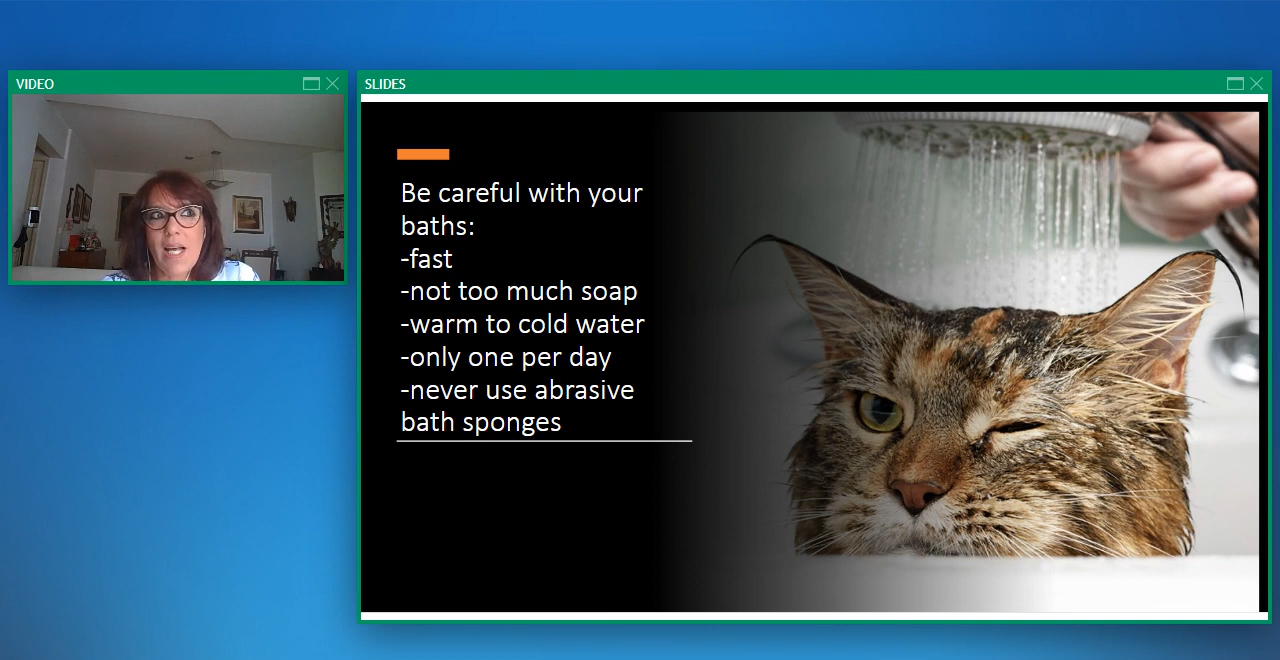 VIDEO
SLIDES
Be careful with your
baths:
-fast
-not too much soap
-warm to cold water
-only one per day
-never use abrasive
bath sponges